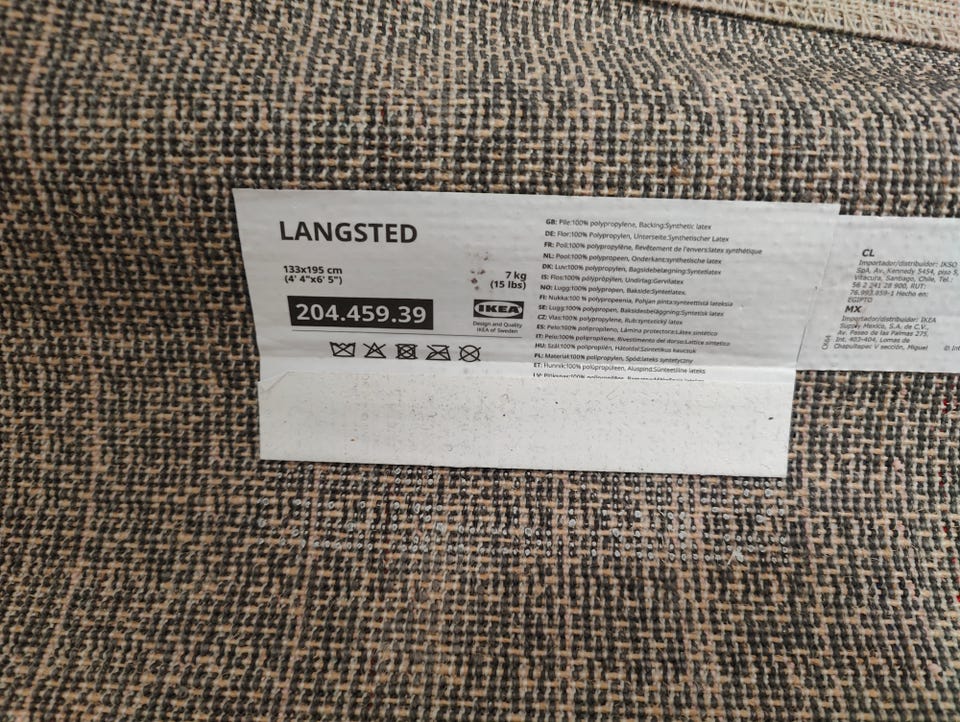 LANGSTED
133x195 cm
(4' 4"x6' 5")
7 kg
(15 lbs)
204.459.39
IKEA
Design and Quality
IKEA of Sweden
GB: Pile:100% polypropylene, Backing:Synthetic latex
DE: Flor:100% Polypropylen, Unterseite:Synthetischer Latex
FR: Poil:100% polypropylène, Revêtement de l'envers:latex synthétique
NL: Pool:100% polypropeen, Onderkant:synthetische latex
DK: Luv:100% polypropylen, Bagsidebelægning:Syntetlatex
IS: Flos:100% pólýprópýlen, Undirlag:Gervilatex
NO: Lugg:100% polypropylen, Bakside:Syntetlatex.
FI: Nukka:100 % polypropeenia, Pohjan pinta:synteettistä lateksia
SE: Lugg:100% polypropen, Baksidesbeläggning:Syntetisk latex
CZ: Vlas:100% polypropylene, Rub:syntetický latex
ES: Pelo:100% polipropileno, Lámina protectora:Látex sintético
IT: Pelo:100% polipropilene, Rivestimento del dorso:Lattice sintetico
HU: Szál:100% polipropilén, Hátoldal:Szintetikus kaucsuk
PL: Materiał:100% polipropylen, Spód:lateks syntetyczny
ET: Flunnik:100% polüpropüleen, Aluspind:Sünteetiline lateks
CL
Importador/distribuidor: IKSO
SpA, Av. Kennedy 5454, piso 5,
Vitacura, Santiago, Chile, Tel.:
56 2 241 28 900, RUT:
76.993.859-1 Hecho en:
EGIPTO
MX
Importador/distribuidor: IKEA
Supply Mexico, S.A. de C.V.,
Av. Paseo de las Palmas 275,
Int. 403-404, Lomas de
Chapultepec V sección, Miguel
© Int